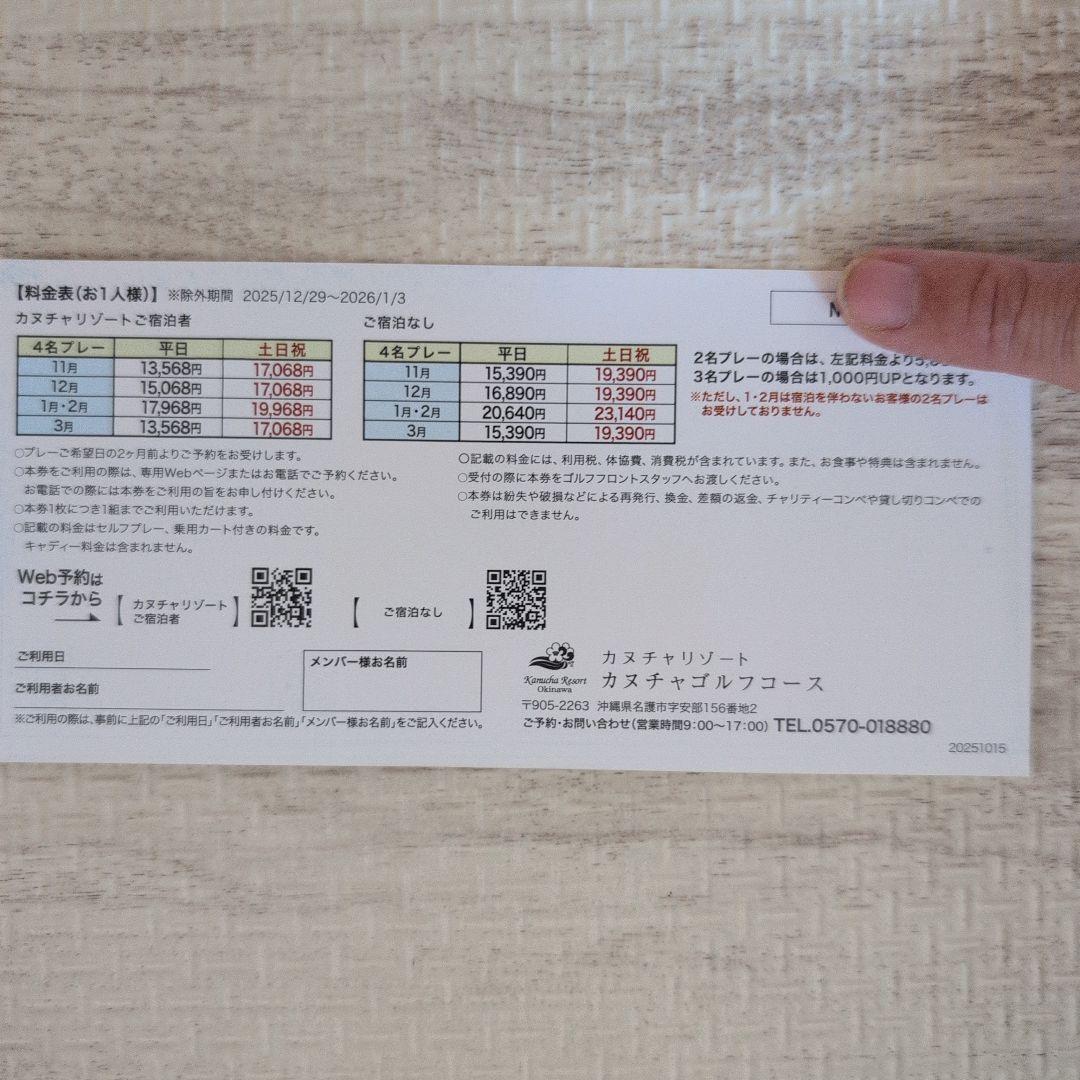 【料金表(お1人様)】 ※除外期間 2025/12/29〜2026/1/3
カヌチャリゾートご宿泊者
4名プレー 平日 土日祝
11月 13,568円 17,068円
12月 15,068円 17,068円
1月・2月 17,968円 19,968円
3月 13,568円 17,068円
ご宿泊なし
4名プレー 平日 土日祝
11月 15,390円 19,390円
12月 16,890円 19,390円
1月・2月 20,640円 23,140円
3月 15,390円 19,390円
2名プレーの場合は、左記料金より
3名プレーの場合は1,000円UPとなります。
※ただし、1・2月は宿泊を伴わないお客様の2名プレーは
お受けしておりません。
○プレーご希望日の2ヶ月前よりご予約をお受けします。
○本券をご利用の際は、専用Webページまたはお電話でご予約ください。
お電話での際には本券をご利用の旨をお申し付けください。
○本券1枚につき1組までご利用いただけます。
○記載の料金はセルフプレー、乗用カート付きの料金です。
キャディー料金は含まれません。
○記載の料金には、利用税、体協費、消費税が含まれています。また、お食事や特典は含まれません。
○受付の際に本券をゴルフフロントスタッフへお渡しください。
○本券は紛失や破損などによる再発行、換金、差額の返金、チャリティーコンペや貸し切りコンペでの
ご利用はできません。
Web予約は
コチラから
【カヌチャリゾート
ご宿泊者】
【 ご宿泊なし 】
ご利用日
ご利用者お名前
メンバー様お名前
※ご利用の際は、事前に上記の「ご利用日」「ご利用者お名前」「メンバー様お名前」をご記入ください。
Kanucha Resort
Okinawa
カヌチャリゾート
カヌチャゴルフコース
〒905-2263 沖縄県名護市字安部156番地2
ご予約・お問い合わせ(営業時間9:00〜17:00) TEL.0570-018880
20251015